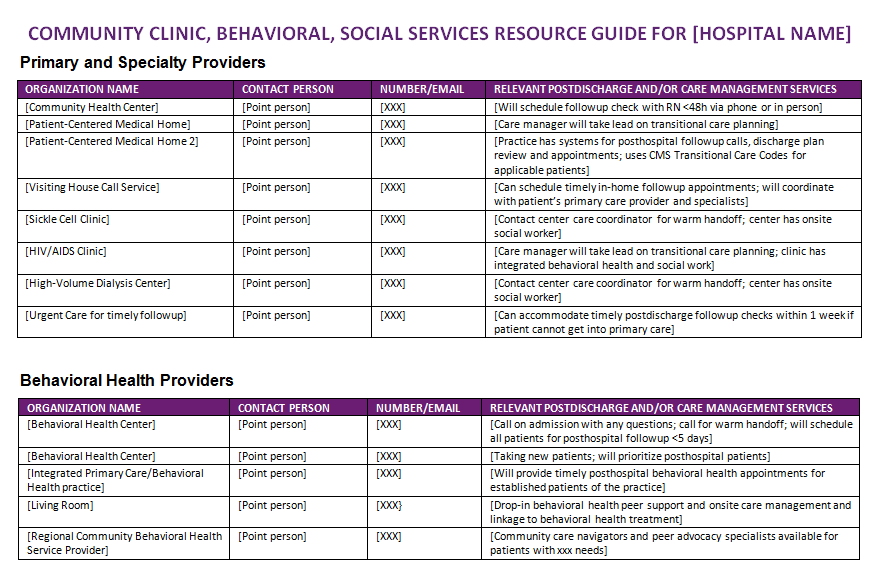 COMMUNITY CLINIC, BEHAVIORAL, SOCIAL SERVICES RESOURCE GUIDE FOR [HOSPITAL NAME]
Primary and Specialty Providers
ORGANIZATION NAME CONTACT PERSON NUMBER/EMAIL RELEVANT POSTDISCHARGE AND/OR CARE MANAGEMENT SERVICES
[Community Health Center] [Point person] [XXX] [Will schedule followup check with RN <48h via phone or in person]
[Patient-Centered Medical Home] [Point person] [XXX] [Care manager will take lead on transitional care planning]
[Patient-Centered Medical Home 2] [Point person] [XXX] [Practice has systems for posthospital followup calls, discharge plan
review and appointments; uses CMS Transitional Care Codes for
applicable patients]
[Visiting House Call Service] [Point person] [XXX] [Can schedule timely in-home followup appointments; will coordinate
with patient's primary care provider and specialists]
[Sickle Cell Clinic] [Point person] [XXX] [Contact center care coordinator for warm handoff; center has onsite
social worker]
[HIV/AIDS Clinic] [Point person] [XXX] [Care manager will take lead on transitional care planning; clinic has
integrated behavioral health and social work]
[High-Volume Dialysis Center] [Point person] [XXX] [Contact center care coordinator for warm handoff; center has onsite
social worker]
[Urgent Care for timely followup] [Point person] [XXX] [Can accommodate timely postdischarge followup checks within 1 week if
patient cannot get into primary care]
Behavioral Health Providers
ORGANIZATION NAME CONTACT PERSON NUMBER/EMAIL RELEVANT POSTDISCHARGE AND/OR CARE MANAGEMENT SERVICES
[Behavioral Health Center] [Point person] [XXX] [Call on admission with any questions; call for warm handoff; will schedule
all patients for posthospital followup <5 days]
[Behavioral Health Center] [Point person] [XXX] [Taking new patients; will prioritize posthospital patients]
[Integrated Primary Care/Behavioral [Point person] [XXX] [Will provide timely posthospital behavioral health appointments for
Health practice] established patients of the practice]
[Living Room] [Point person] [XXX} [Drop-in behavioral health peer support and onsite care management and
linkage to behavioral health treatment]
[Regional Community Behavioral Health [Point person] [XXX] [Community care navigators and peer advocacy specialists available for
Service Provider] patients with xxx needs]